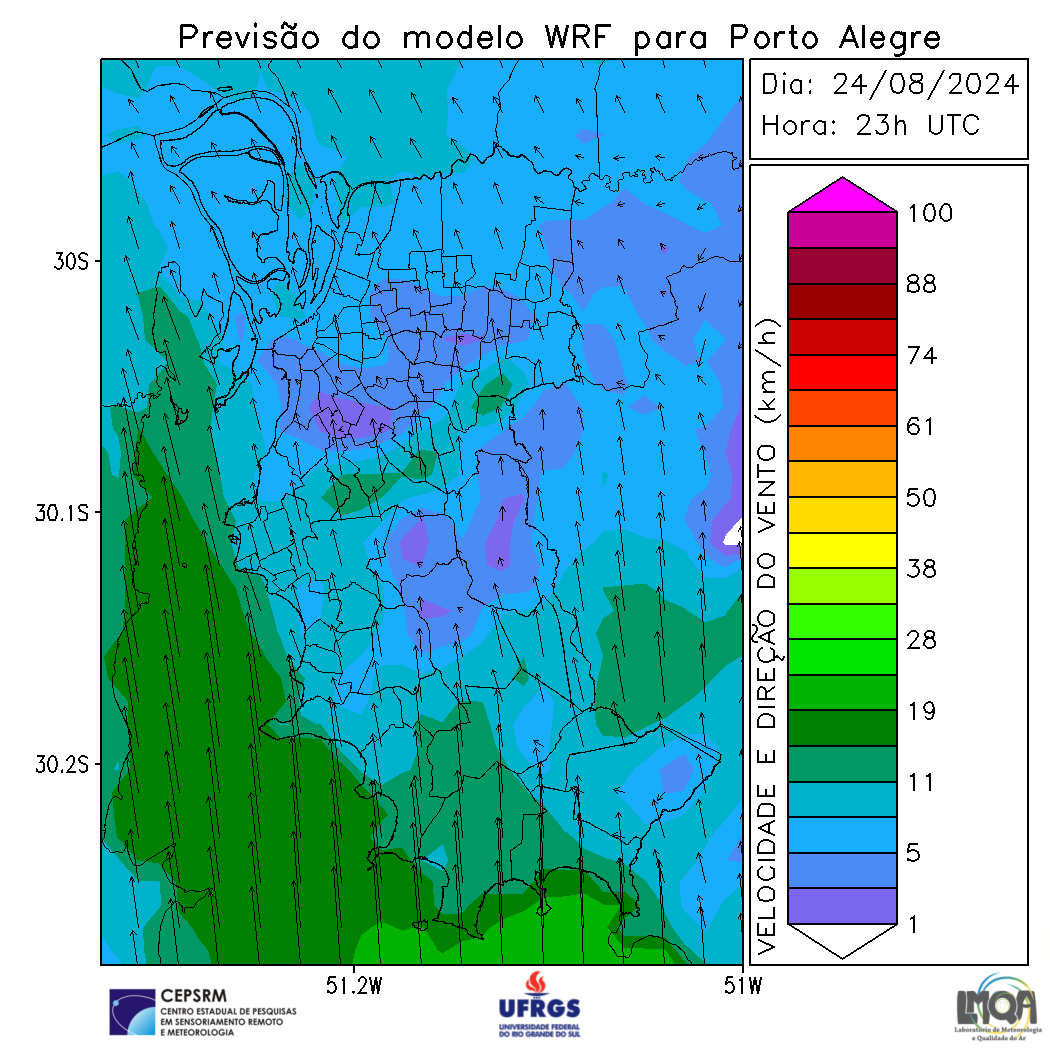 Previsão do modelo WRF para Porto Alegre
Dia: 24/08/2024
Hora: 23h UTC
30S
30.1S
30.2S
51.2W
51W
VELOCIDADE E DIREÇÃO DO VENTO (km/h)
100
88
74
61
50
38
28
19
11
5
1
CEPSRM
CENTRO ESTADUAL DE PESQUISAS
EM SENSORIAMENTO REMOTO
E METEOROLOGIA
UFRGS
UNIVERSIDADE FEDERAL
DO RIO GRANDE DO SUL
LMQA
Laboratório de Meteorologia
e Qualidade do Ar